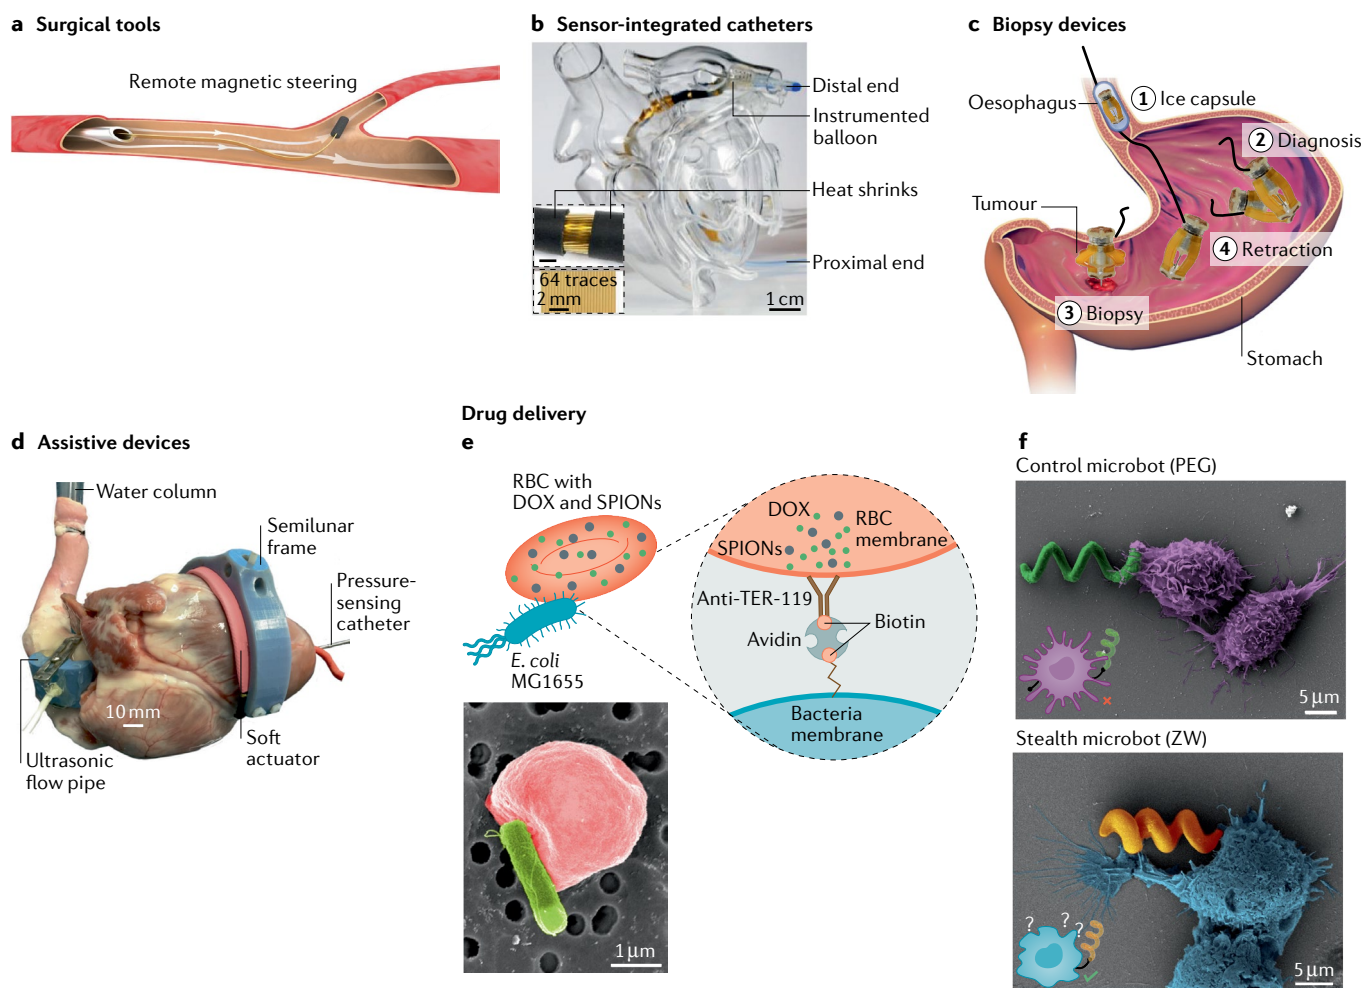 a Surgical tools
Remote magnetic steering
b Sensor-integrated catheters
Distal end
Instrumented
balloon
Heat shrinks
Proximal end
64 traces
2 mm
1 cm
c Biopsy devices
Oesophagus
1 Ice capsule
2 Diagnosis
Tumour
4 Retraction
3 Biopsy
Stomach
d Assistive devices
Water column
Semilunar
frame
Pressure-
sensing
catheter
10 mm
Soft
actuator
Ultrasonic
flow pipe
Drug delivery
e
RBC with
DOX and SPIONs
E. coli
MG1655
DOX
RBC
membrane
SPIONs
Anti-TER-119
Biotin
Avidin
Bacteria
membrane
1 µm
f
Control microbot (PEG)
5 µm
Stealth microbot (ZW)
? ? ?
5 µm